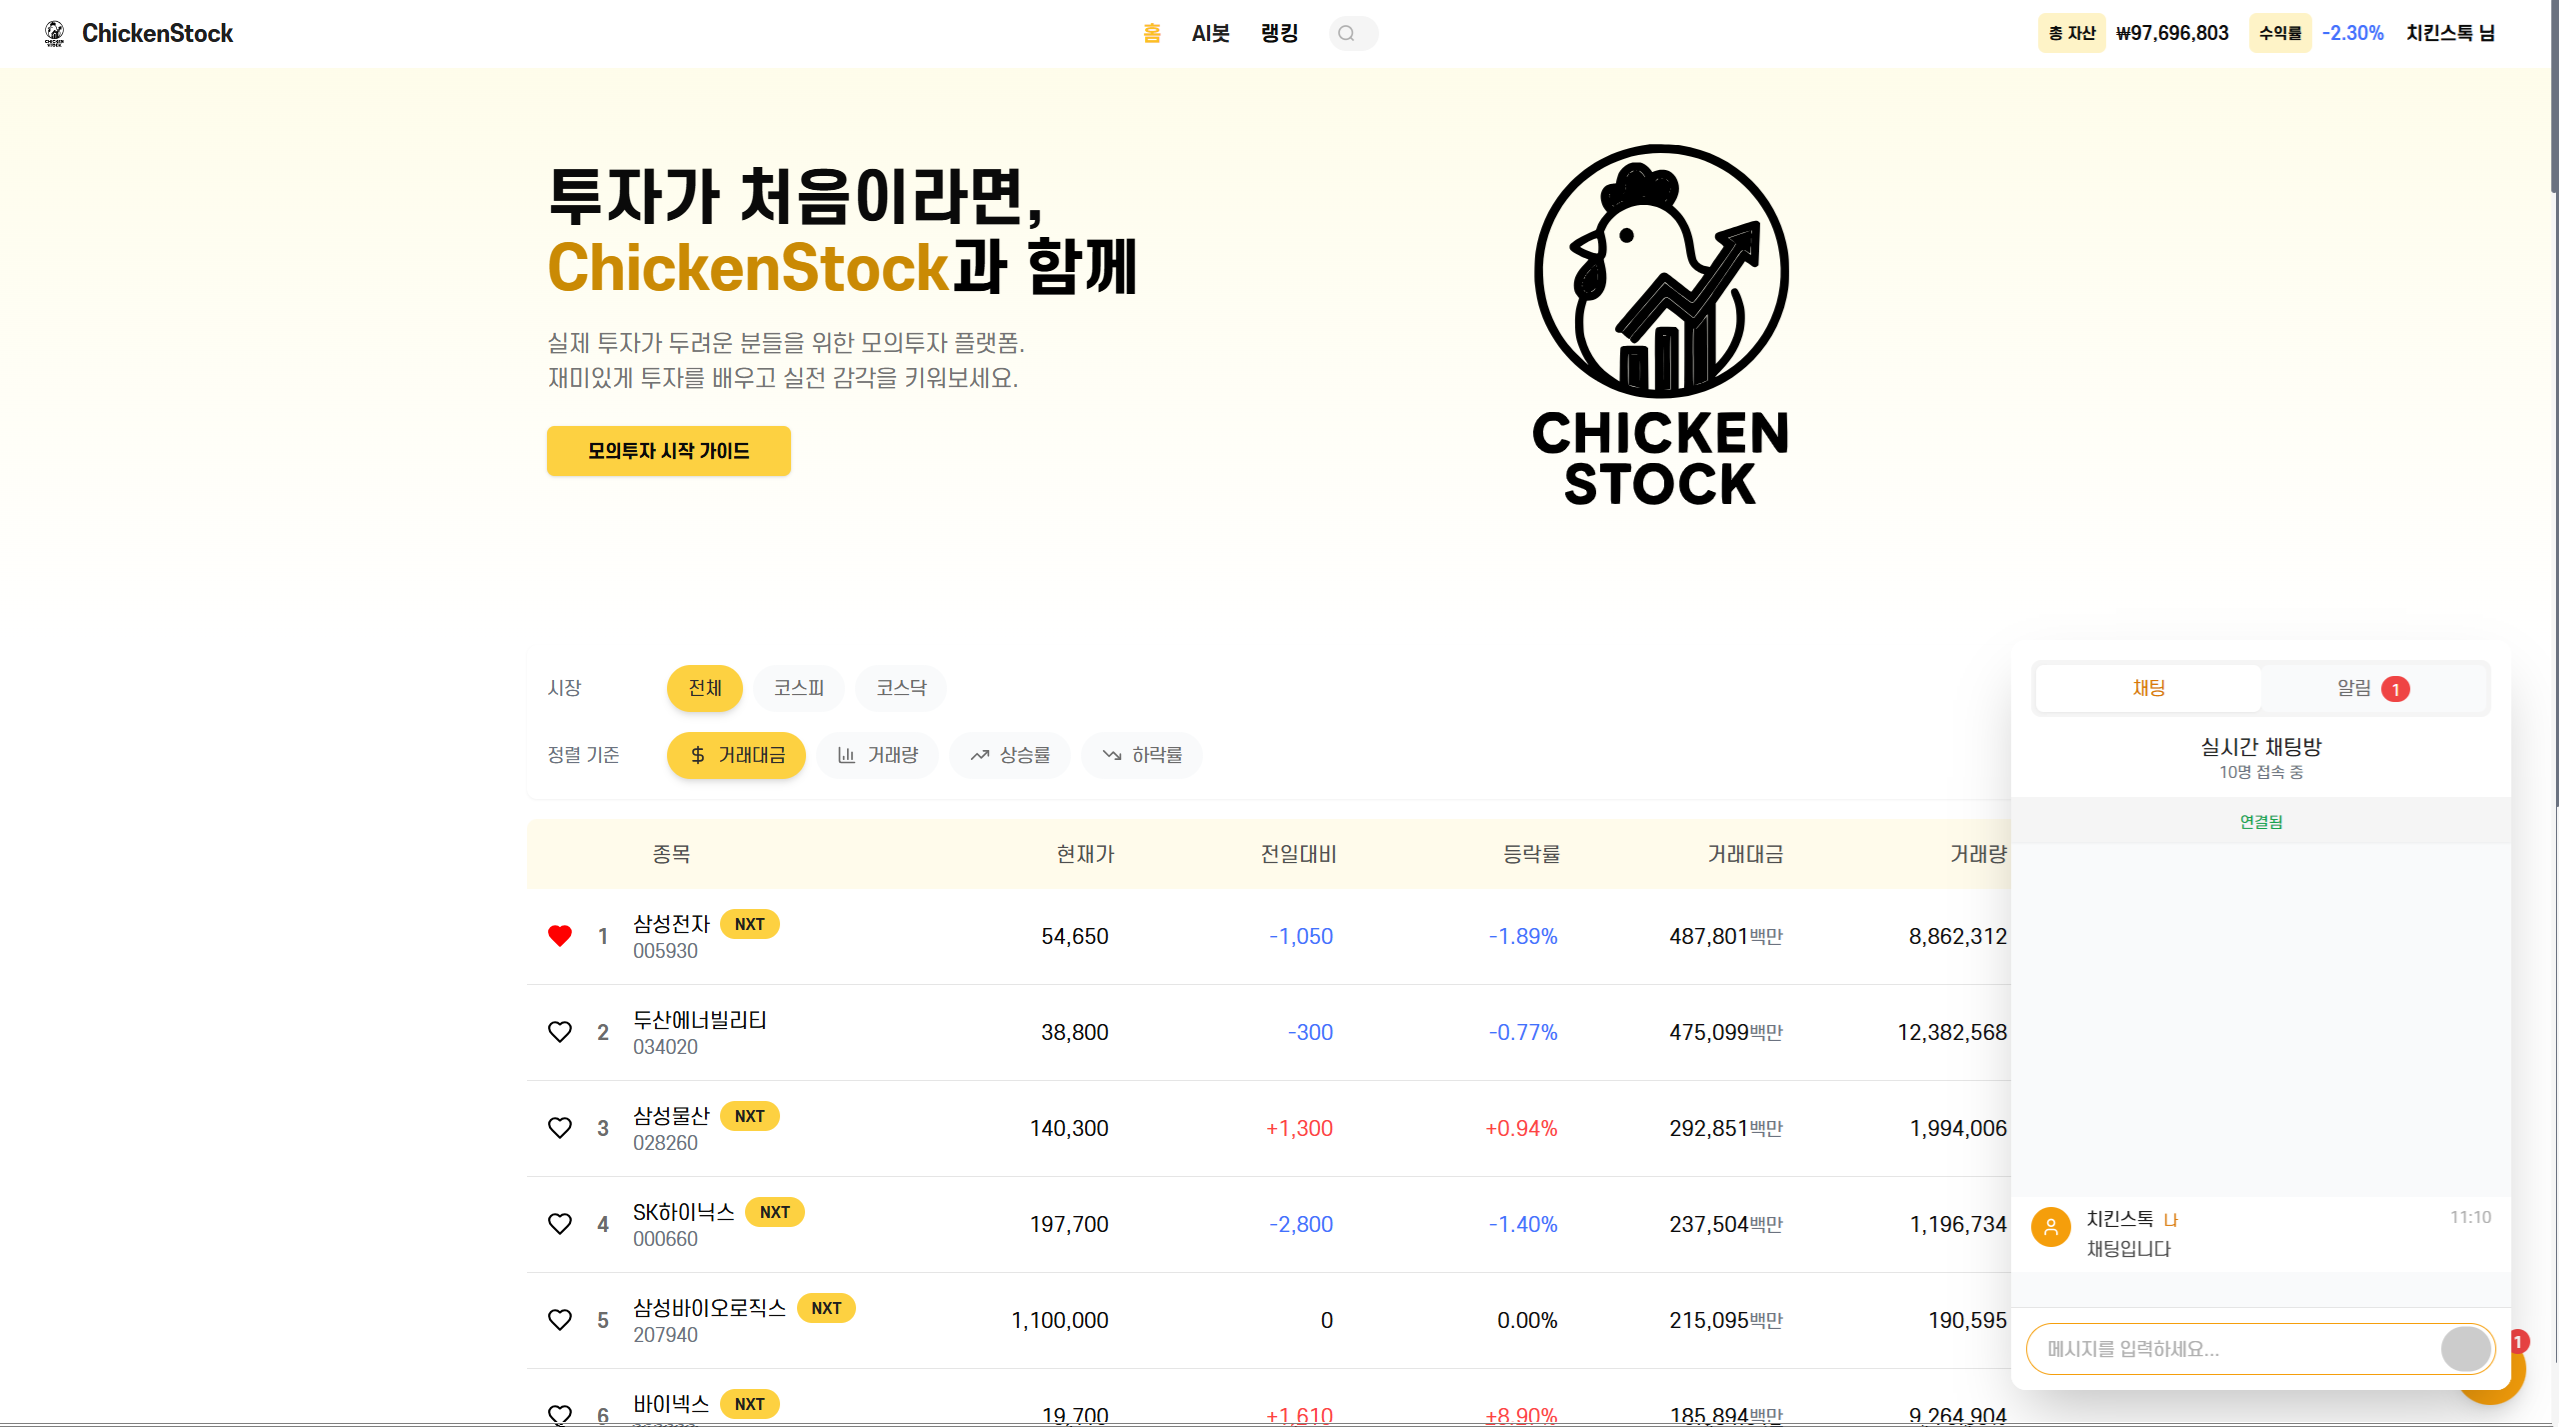 ChickenStock
홈 AI봇 랭킹
총 자산 ₩97,696,803 수익률 -2.30% 치킨스톡 님
투자가 처음이라면,
ChickenStock과 함께
실제 투자가 두려운 분들을 위한 모의투자 플랫폼.
재미있게 투자를 배우고 실전 감각을 키워보세요.
모의투자 시작 가이드
CHICKEN
STOCK
시장 전체 코스피 코스닥
정렬 기준 $ 거래대금 거래량 상승률 하락률
종목 현재가 전일대비 등락률 거래대금 거래량
1 삼성전자 NXT 54,650 -1,050 -1.89% 487,801백만 8,862,312
005930
2 두산에너빌리티 38,800 -300 -0.77% 475,099백만 12,382,568
034020
3 삼성물산 NXT 140,300 +1,300 +0.94% 292,851백만 1,994,006
028260
4 SK하이닉스 NXT 197,700 -2,800 -1.40% 237,504백만 1,196,734
000660
5 삼성바이오로직스 NXT 1,100,000 0 0.00% 215,095백만 190,595
207940
6 바이넥스 NXT 19,700 +1,610 +8.90% 185,894백만 9,264,904
채팅 알림 1
실시간 채팅방
10명 접속 중
연결됨
치킨스톡 나 11:10
채팅입니다
메시지를 입력하세요...
1